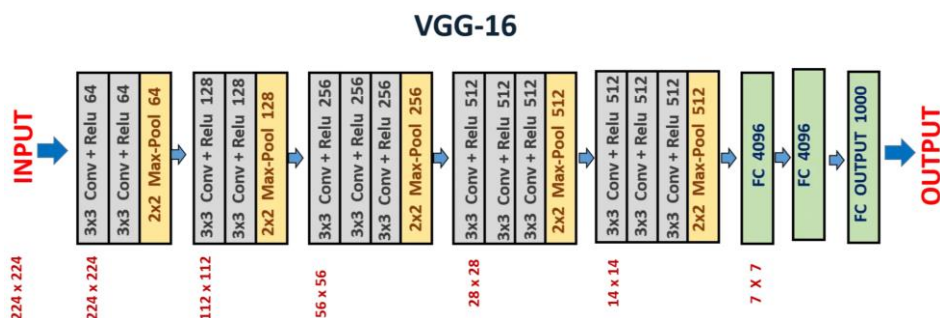 VGG-16
INPUT
3x3 Conv + Relu 64
3x3 Conv + Relu 64
2x2 Max-Pool 64
3x3 Conv + Relu 128
3x3 Conv + Relu 128
2x2 Max-Pool 128
3x3 Conv + Relu 256
3x3 Conv + Relu 256
3x3 Conv + Relu 256
2x2 Max-Pool 256
3x3 Conv + Relu 512
3x3 Conv + Relu 512
3x3 Conv + Relu 512
2x2 Max-Pool 512
3x3 Conv + Relu 512
3x3 Conv + Relu 512
3x3 Conv + Relu 512
2x2 Max-Pool 512
FC 4096
FC 4096
FC OUTPUT 1000
OUTPUT
224 x 224
224 x 224
112 x 112
56 x 56
28 x 28
14 x 14
7 X 7